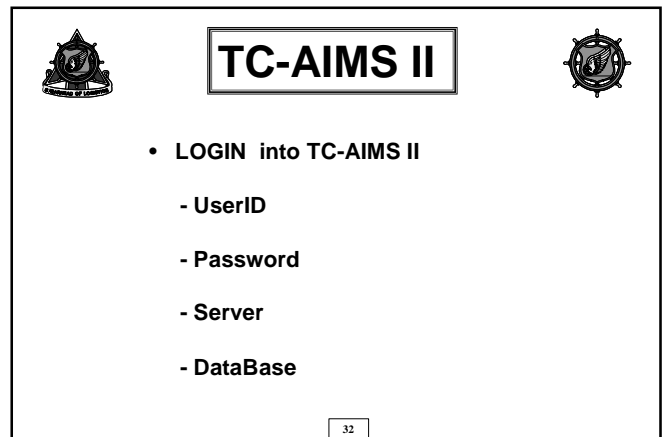 TC-AIMS II
• LOGIN into TC-AIMS II
- UserID
- Password
- Server
- DataBase
32